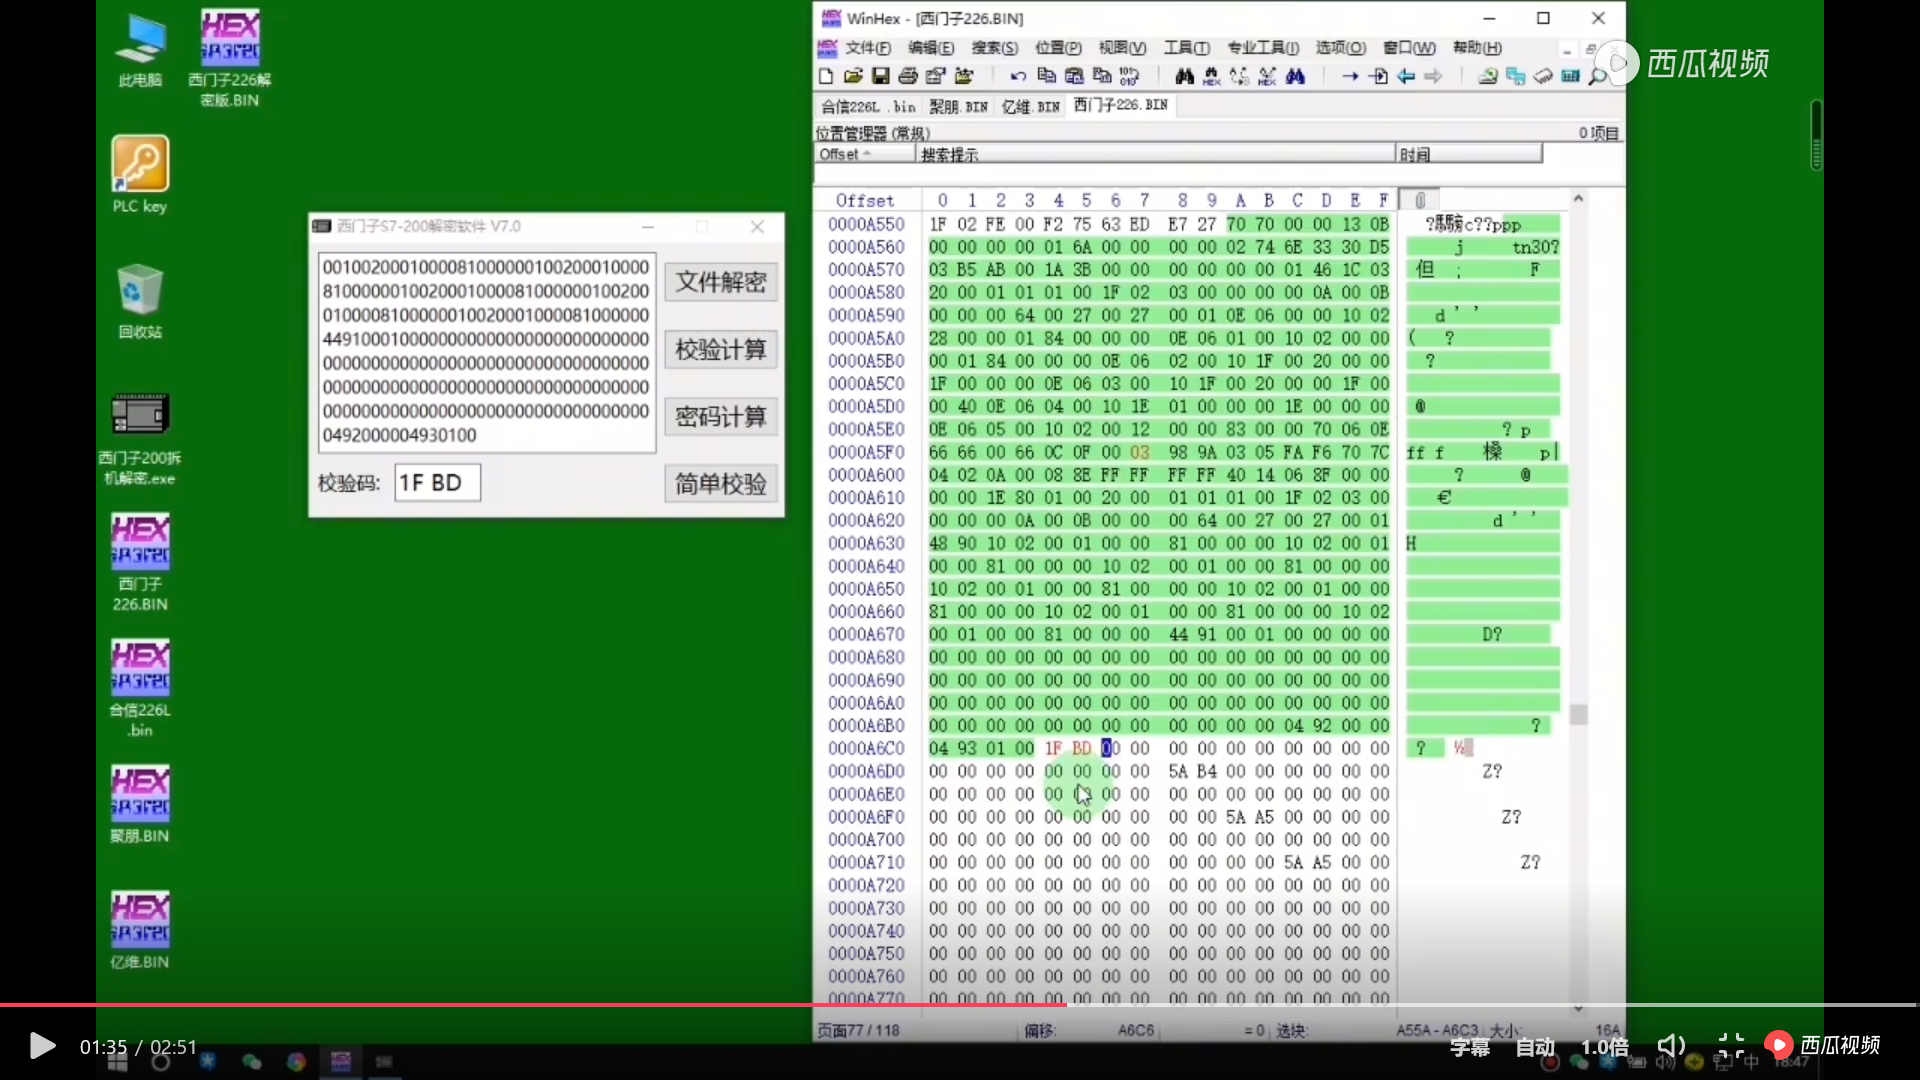 此电脑
西门子226解
密版.BIN
PLC key
回收站
西门子200拆
机解密.exe
西门子
226.BIN
合信226L
.bin
聚朋.BIN
亿维.BIN
西门子S7-200解密软件 V7.0
0010020001000081000000100200010000
8100000010020001000081000000100200
0100008100000010020001000081000000
4491000100000000000000000000000000
0000000000000000000000000000000000
0000000000000000000000000000000000
0000000000000000000000000000000000
0492000004930100
文件解密
校验计算
密码计算
简单校验
校验码: 1F BD
WinHex - [西门子226.BIN]
文件(F) 编辑(E) 搜索(S) 位置(P) 视图(V) 工具(T) 专业工具(I) 选项(O) 窗口(W) 帮助(H)
西瓜视频
合信226L .bin 聚朋.BIN 亿维.BIN 西门子226.BIN
位置管理器 (常规) 0 项目
Offset 搜索提示 时间
Offset 0 1 2 3 4 5 6 7 8 9 A B C D E F
0000A550 1F 02 FE 00 F2 75 63 ED E7 27 70 70 00 00 13 0B
0000A560 00 00 00 00 01 6A 00 00 00 00 02 74 6E 33 30 D5 j tn30?
0000A570 03 B5 AB 00 1A 3B 00 00 00 00 00 00 01 46 1C 03 但 ; F
0000A580 20 00 01 01 01 00 1F 02 03 00 00 00 00 0A 00 0B
0000A590 00 00 00 64 00 27 00 27 00 01 0E 06 00 00 10 02 d ' '
0000A5A0 28 00 00 01 84 00 00 00 0E 06 01 00 10 02 00 00 ( ?
0000A5B0 00 01 84 00 00 00 0E 06 02 00 10 1F 00 20 00 00 ?
0000A5C0 1F 00 00 00 0E 06 03 00 10 1F 00 20 00 00 1F 00
0000A5D0 00 40 0E 06 04 00 10 1E 01 00 00 00 1E 00 00 00 @
0000A5E0 0E 06 05 00 10 02 00 12 00 00 83 00 00 70 06 0E ? p
0000A5F0 66 66 00 66 0C 0F 00 03 98 9A 03 05 FA F6 70 7C ff f p|
0000A600 04 02 0A 00 08 8E FF FF FF FF 40 14 06 8F 00 00 ? @
0000A610 00 00 1E 80 01 00 20 00 01 01 01 00 1F 02 03 00 €
0000A620 00 00 00 0A 00 0B 00 00 00 64 00 27 00 27 00 01 d ' '
0000A630 48 90 10 02 00 01 00 00 81 00 00 00 10 02 00 01 H
0000A640 00 00 81 00 00 00 10 02 00 01 00 00 81 00 00 00
0000A650 10 02 00 01 00 00 81 00 00 00 10 02 00 01 00 00
0000A660 81 00 00 00 10 02 00 01 00 00 81 00 00 00 10 02
0000A670 00 01 00 00 81 00 00 00 44 91 00 01 00 00 00 00 D?
0000A680 00 00 00 00 00 00 00 00 00 00 00 00 00 00 00 00
0000A690 00 00 00 00 00 00 00 00 00 00 00 00 00 00 00 00
0000A6A0 00 00 00 00 00 00 00 00 00 00 00 00 00 00 00 00
0000A6B0 00 00 00 00 00 00 00 00 00 00 00 00 04 92 00 00 ?
0000A6C0 04 93 01 00 1F BD 00 00 00 00 00 00 00 00 00 00 ? ½
0000A6D0 00 00 00 00 00 00 00 00 5A B4 00 00 00 00 00 00 Z?
0000A6E0 00 00 00 00 00 00 00 00 00 00 00 00 00 00 00
0000A6F0 00 00 00 00 00 00 00 00 00 00 5A A5 00 00 00 00 Z?
0000A700 00 00 00 00 00 00 00 00 00 00 00 00 00 00 00 00
0000A710 00 00 00 00 00 00 00 00 00 00 00 00 5A A5 00 00 Z?
0000A720 00 00 00 00 00 00 00 00 00 00 00 00 00 00 00 00
0000A730 00 00 00 00 00 00 00 00 00 00 00 00 00 00 00 00
0000A740 00 00 00 00 00 00 00 00 00 00 00 00 00 00 00 00
0000A750 00 00 00 00 00 00 00 00 00 00 00 00 00 00 00 00
0000A760 00 00 00 00 00 00 00 00 00 00 00 00 00 00 00 00
0000A770 00 00 00 00 00 00 00 00 00 00 00 00 00 00 00 00
页面77 / 118 偏移: A6C6 = 0 选块: A55A - A6C3 大小: 16A
01:35 / 02:51
字幕 自动 1.0倍 西瓜视频
中 18:47